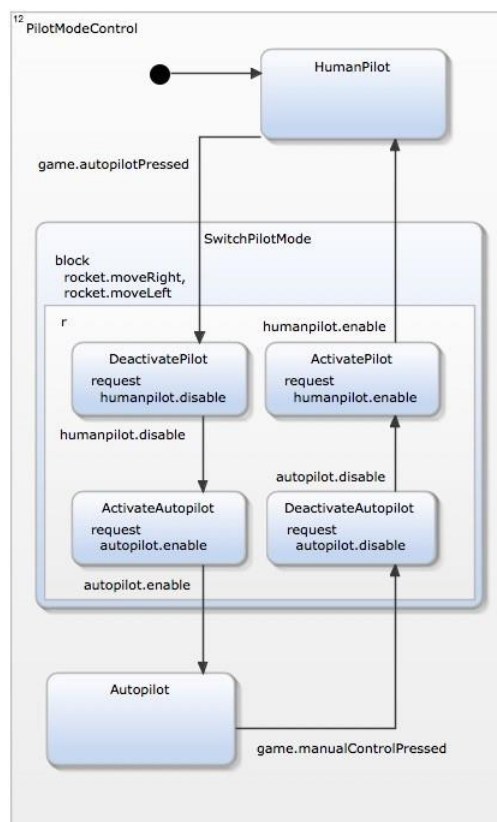 12
PilotModeControl
HumanPilot
game.autopilotPressed
SwitchPilotMode
block
rocket.moveRight,
rocket.moveLeft
r
humanpilot.enable
DeactivatePilot
request
humanpilot.disable
ActivatePilot
request
humanpilot.enable
humanpilot.disable
autopilot.disable
ActivateAutopilot
request
autopilot.enable
DeactivateAutopilot
request
autopilot.disable
autopilot.enable
Autopilot
game.manualControlPressed